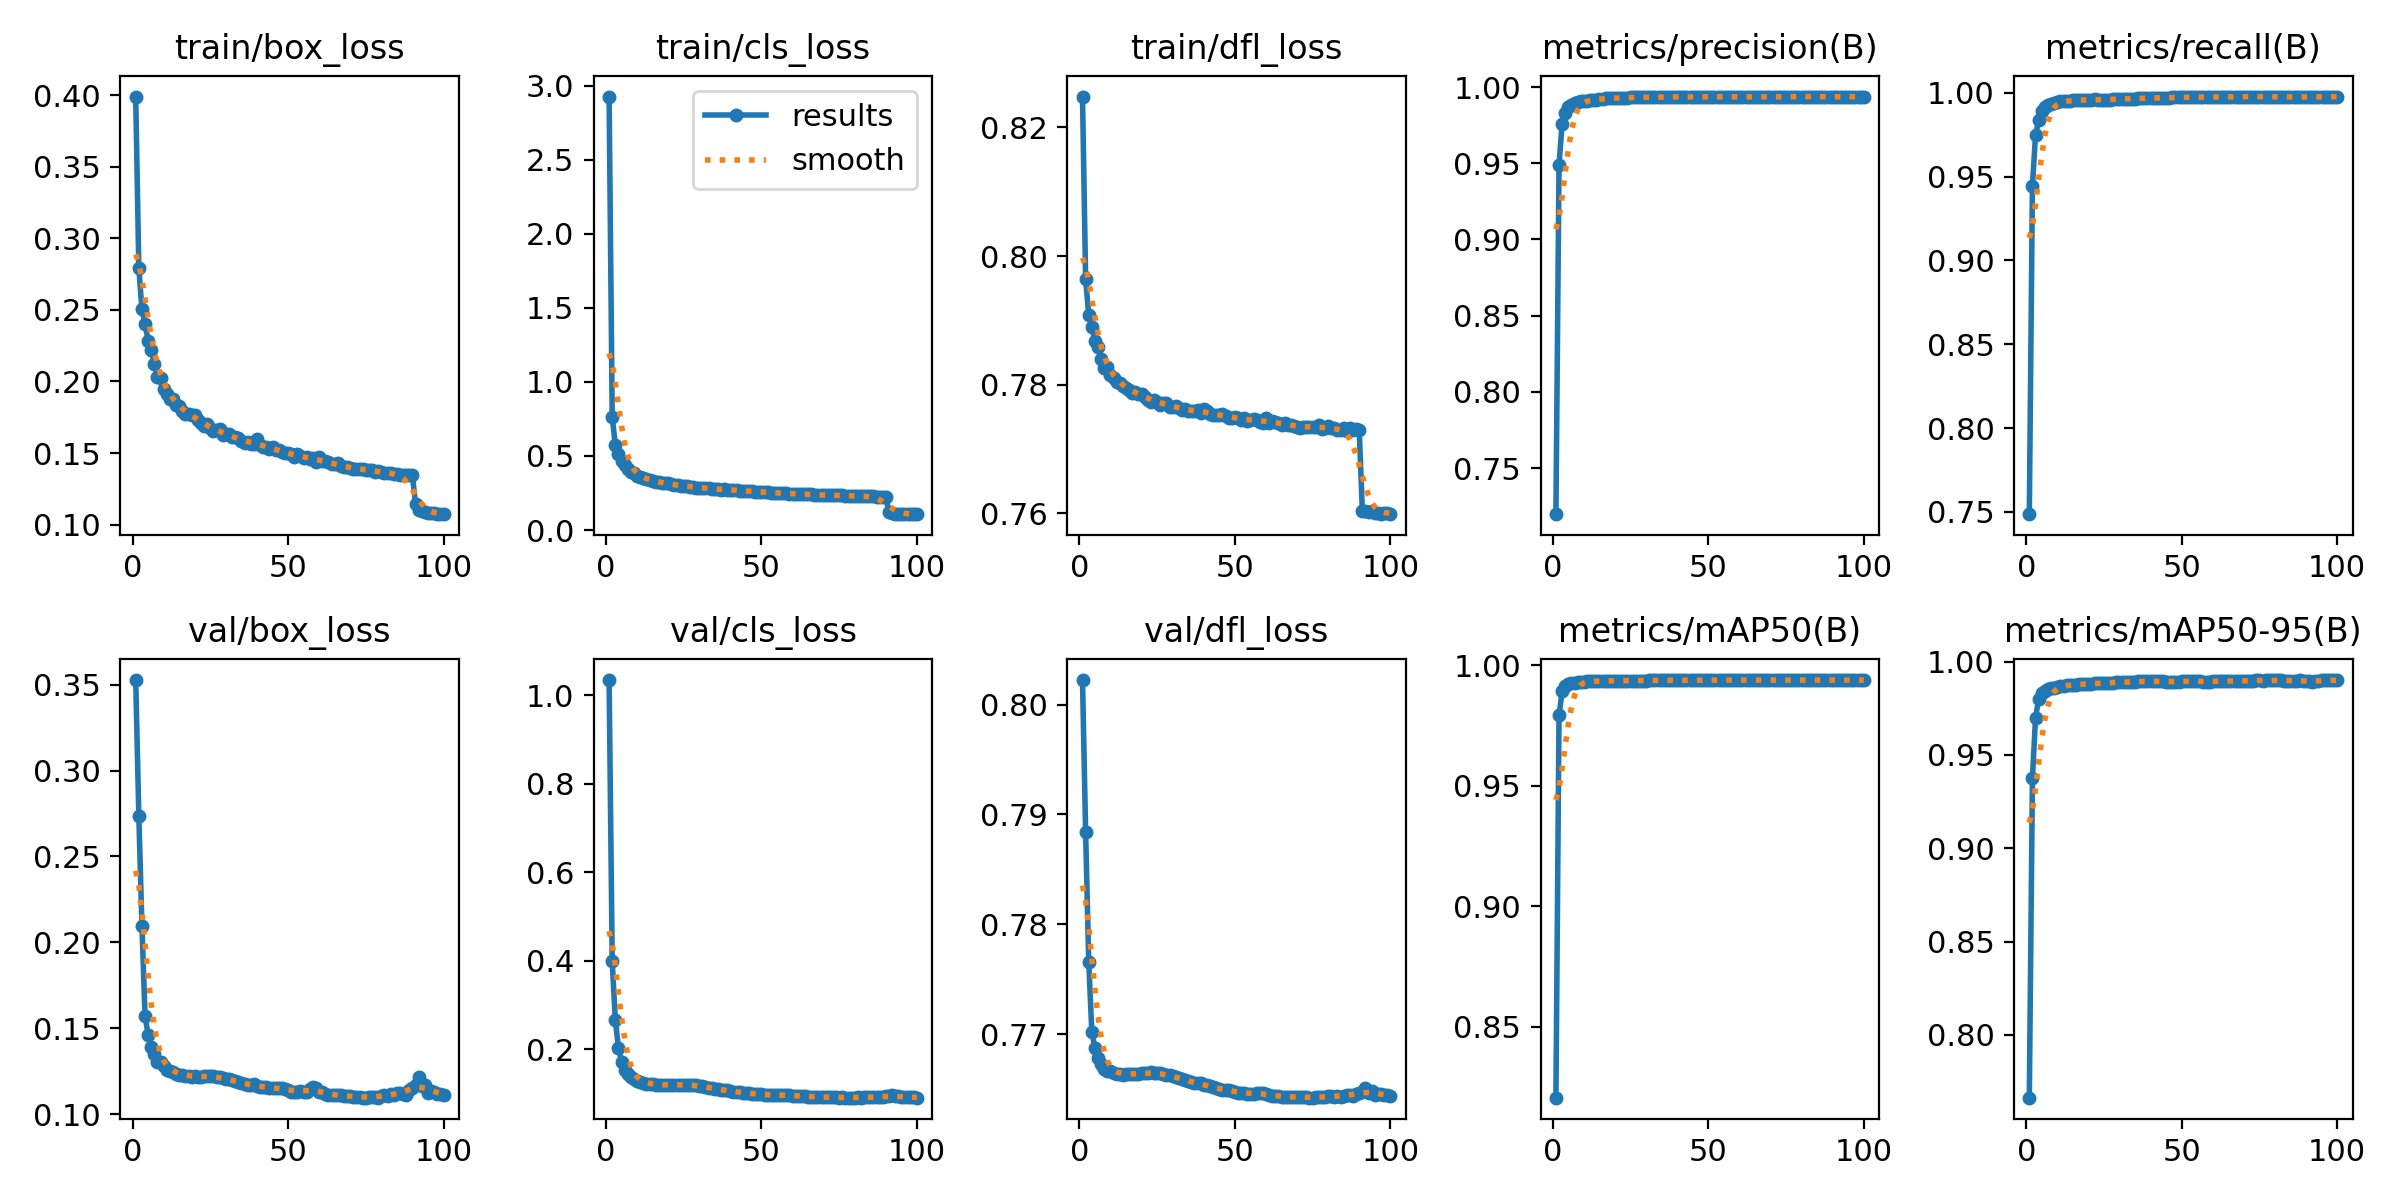 train/box_loss
0.40
0.35
0.30
0.25
0.20
0.15
0.10
0 50 100
train/cls_loss
3.0
2.5
2.0
1.5
1.0
0.5
0.0
results
smooth
0 50 100
train/dfl_loss
0.82
0.80
0.78
0.76
0 50 100
metrics/precision(B)
1.00
0.95
0.90
0.85
0.80
0.75
0 50 100
metrics/recall(B)
1.00
0.95
0.90
0.85
0.80
0.75
0 50 100
val/box_loss
0.35
0.30
0.25
0.20
0.15
0.10
0 50 100
val/cls_loss
1.0
0.8
0.6
0.4
0.2
0 50 100
val/dfl_loss
0.80
0.79
0.78
0.77
0 50 100
metrics/mAP50(B)
1.00
0.95
0.90
0.85
0 50 100
metrics/mAP50-95(B)
1.00
0.95
0.90
0.85
0.80
0 50 100